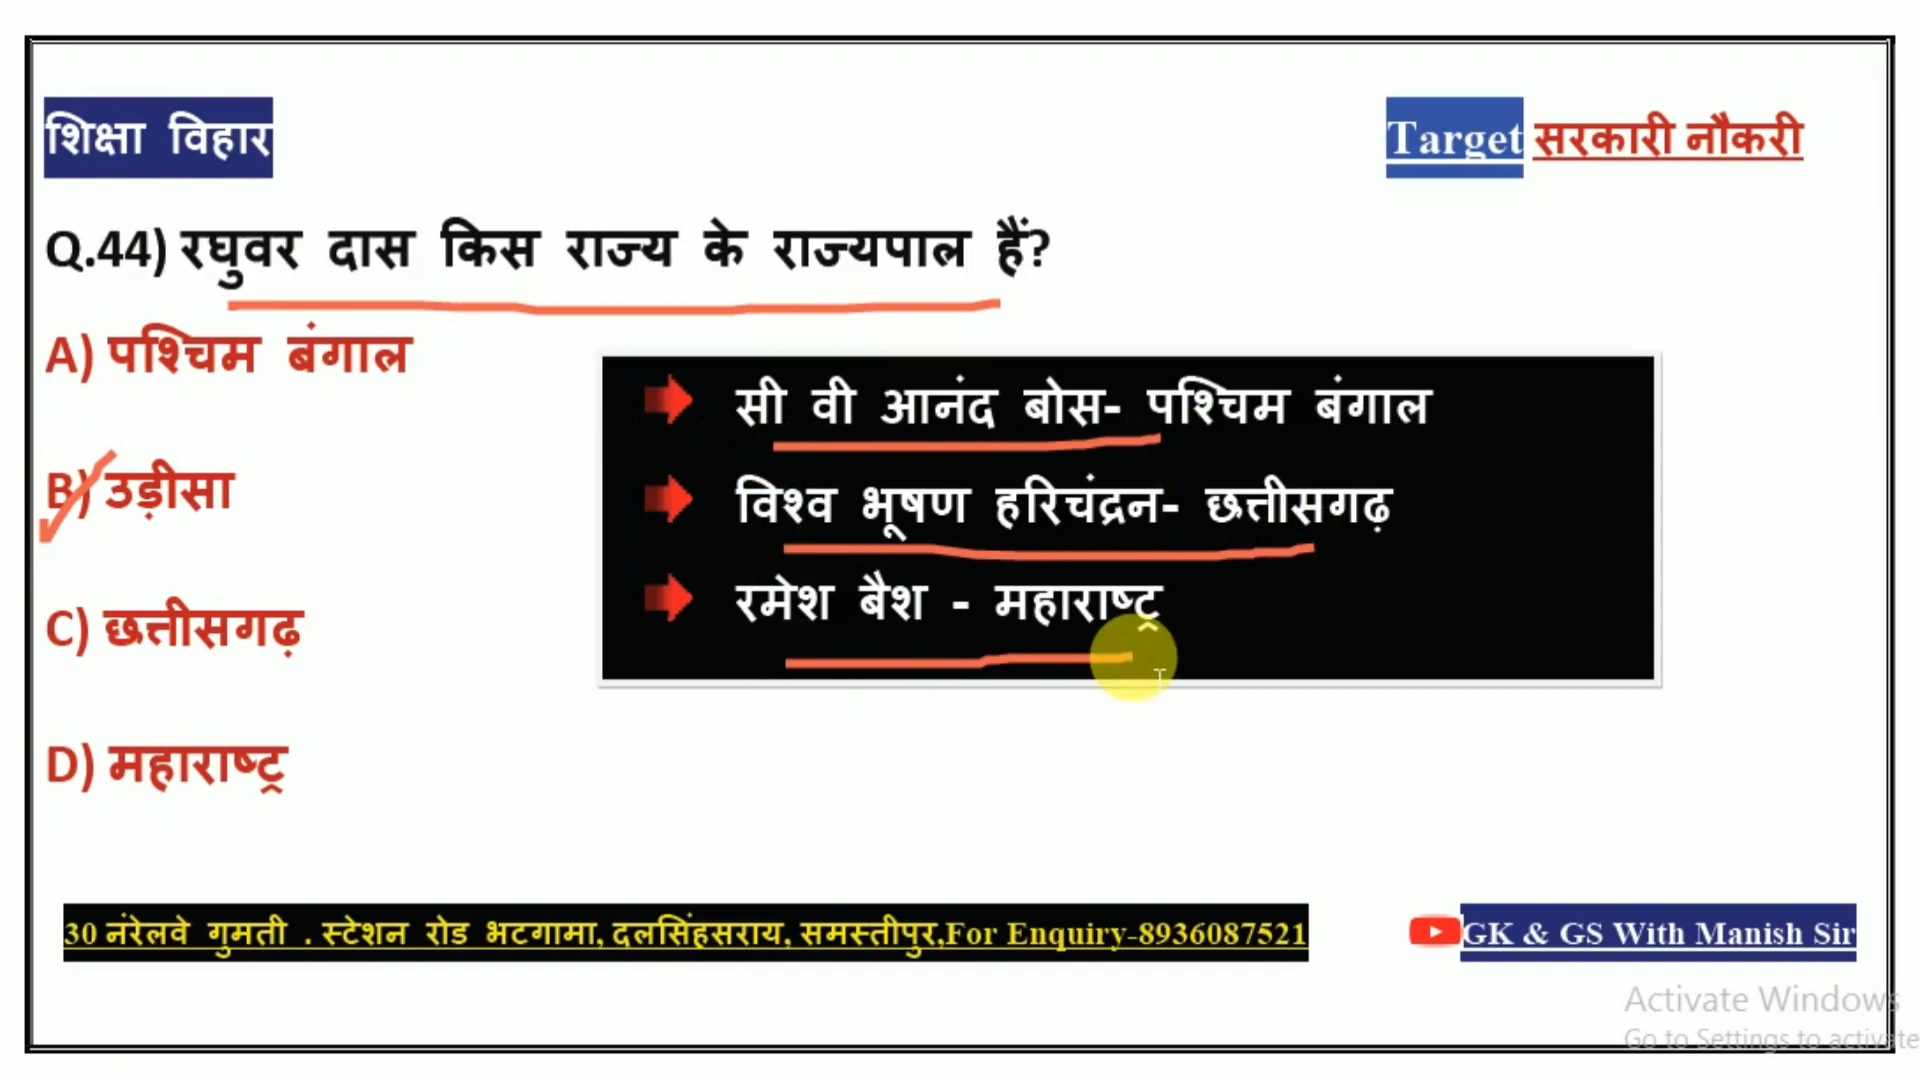 शिक्षा विहार
Target सरकारी नौकरी
Q.44) रघुवर दास किस राज्य के राज्यपाल हैं?
A) पश्चिम बंगाल
B) उड़ीसा
C) छत्तीसगढ़
D) महाराष्ट्र
सी वी आनंद बोस- पश्चिम बंगाल
विश्व भूषण हरिचंद्रन- छत्तीसगढ़
रमेश बैश - महाराष्ट्र
30 नंरेलवे गुमती . स्टेशन रोड भटगामा, दलसिंहसराय, समस्तीपुर,For Enquiry-8936087521
GK & GS With Manish Sir
Activate Windows
Go to Settings to activate